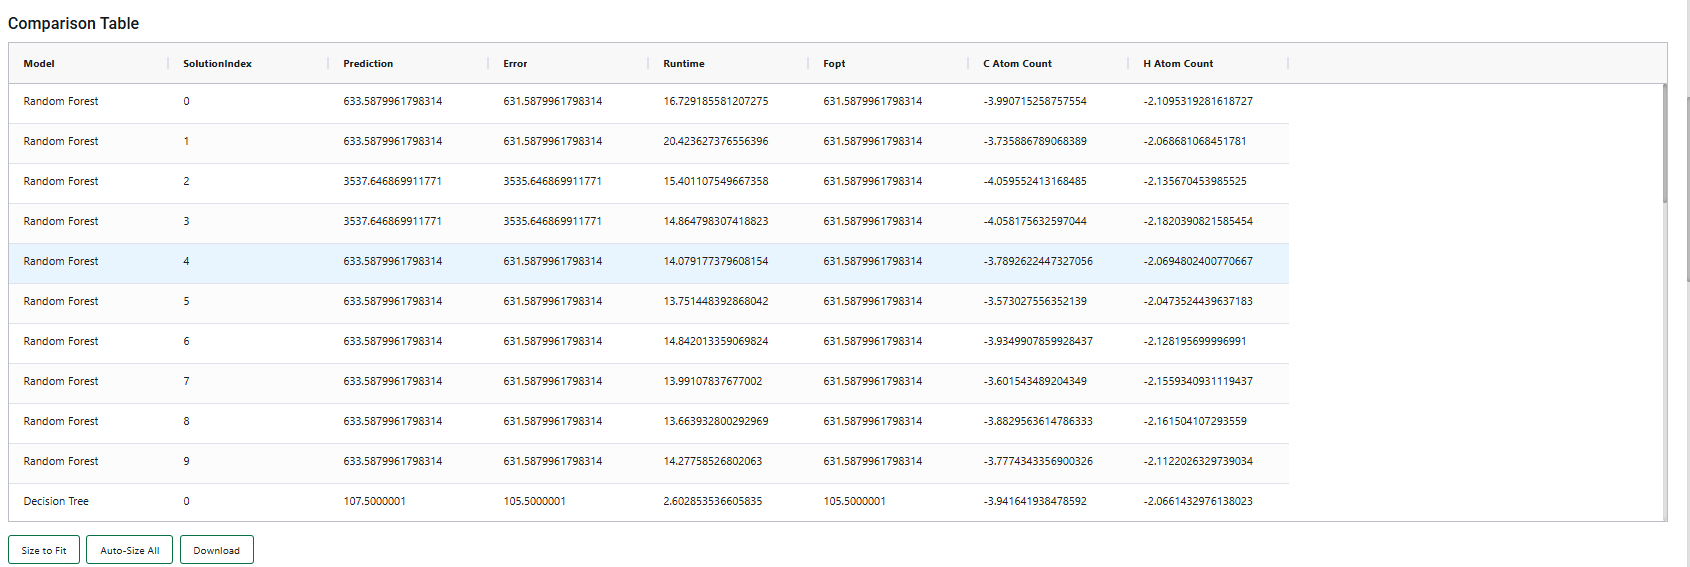 Comparison Table
Model SolutionIndex Prediction Error Runtime Fopt C Atom Count H Atom Count
Random Forest 0 633.5879961798314 631.5879961798314 16.729185581207275 631.5879961798314 -3.990715258757554 -2.1095319281618727
Random Forest 1 633.5879961798314 631.5879961798314 20.423627376556396 631.5879961798314 -3.735886789068389 -2.068681068451781
Random Forest 2 3537.646869911771 3535.646869911771 15.401107549667358 631.5879961798314 -4.059552413168485 -2.135670453985525
Random Forest 3 3537.646869911771 3535.646869911771 14.864798307418823 631.5879961798314 -4.058175632597044 -2.1820390821585454
Random Forest 4 633.5879961798314 631.5879961798314 14.079177379608154 631.5879961798314 -3.7892622447327056 -2.0694802400770667
Random Forest 5 633.5879961798314 631.5879961798314 13.751448392868042 631.5879961798314 -3.573027556352139 -2.0473524439637183
Random Forest 6 633.5879961798314 631.5879961798314 14.842013359069824 631.5879961798314 -3.9349907859928437 -2.128195699996991
Random Forest 7 633.5879961798314 631.5879961798314 13.99107837677002 631.5879961798314 -3.601543489204349 -2.1559340931119437
Random Forest 8 633.5879961798314 631.5879961798314 13.663932800292969 631.5879961798314 -3.8829563614786333 -2.161504107293559
Random Forest 9 633.5879961798314 631.5879961798314 14.27758526802063 631.5879961798314 -3.7774343356900326 -2.1122026329739034
Decision Tree 0 107.5000001 105.5000001 2.602853536605835 105.5000001 -3.941641938478592 -2.0661432976138023
Size to Fit Auto-Size All Download